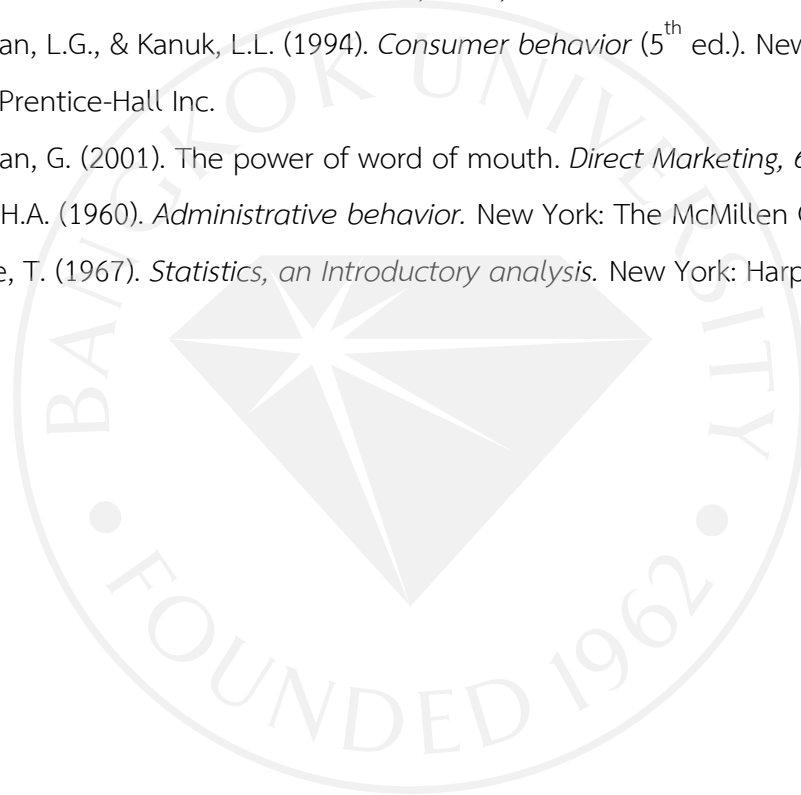 an, L.G., & Kanuk, L.L. (1994). Consumer behavior (5th ed.). New
Prentice-Hall Inc.
an, G. (2001). The power of word of mouth. Direct Marketing, 6
H.A. (1960). Administrative behavior. New York: The McMillen
e, T. (1967). Statistics, an Introductory analysis. New York: Harp
BANGKOK UNIVERSITY
FOUNDED 1962